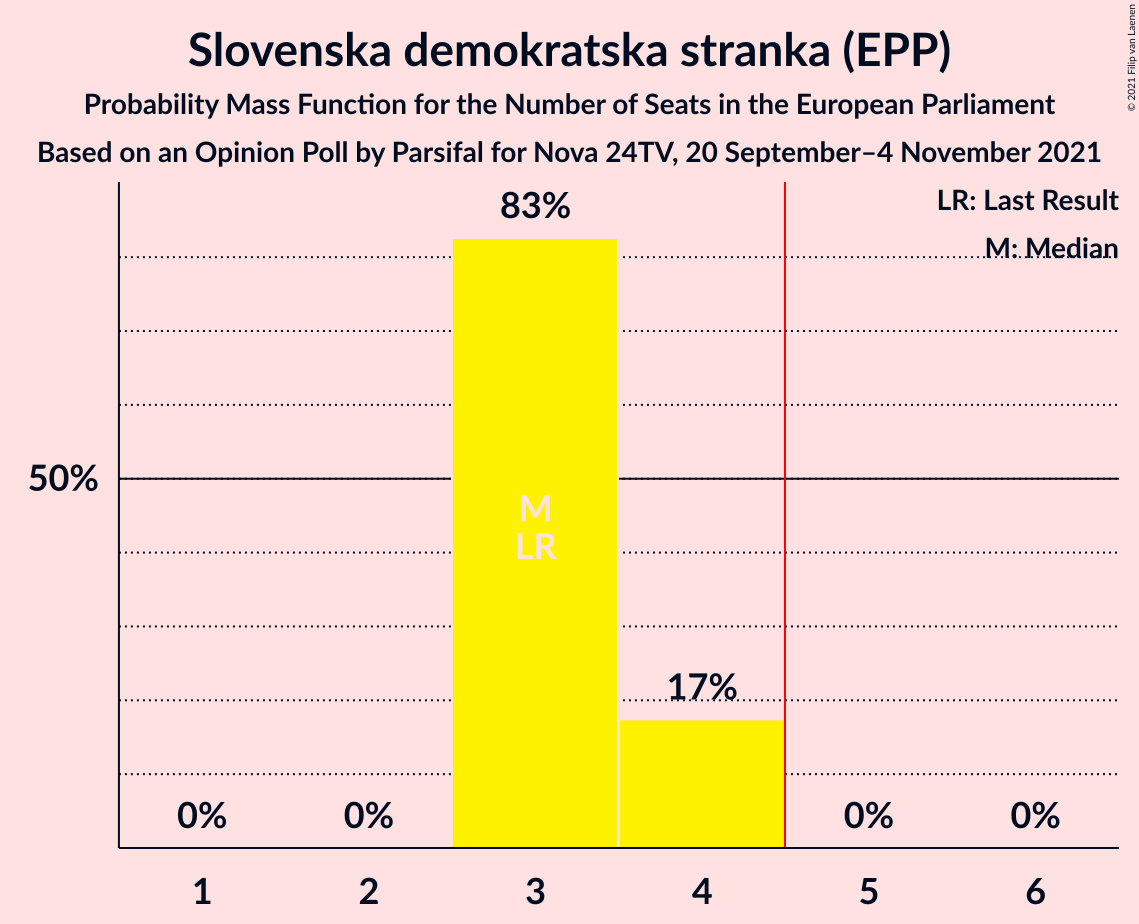 Slovenska demokratska stranka (EPP)
Probability Mass Function for the Number of Seats in the European Parliament
Based on an Opinion Poll by Parsifal for Nova 24TV, 20 September–4 November 2021
© 2021 Filip van Laenen
LR: Last Result
M: Median
83%
50%
M
LR
17%
0% 0% 0% 0%
1 2 3 4 5 6